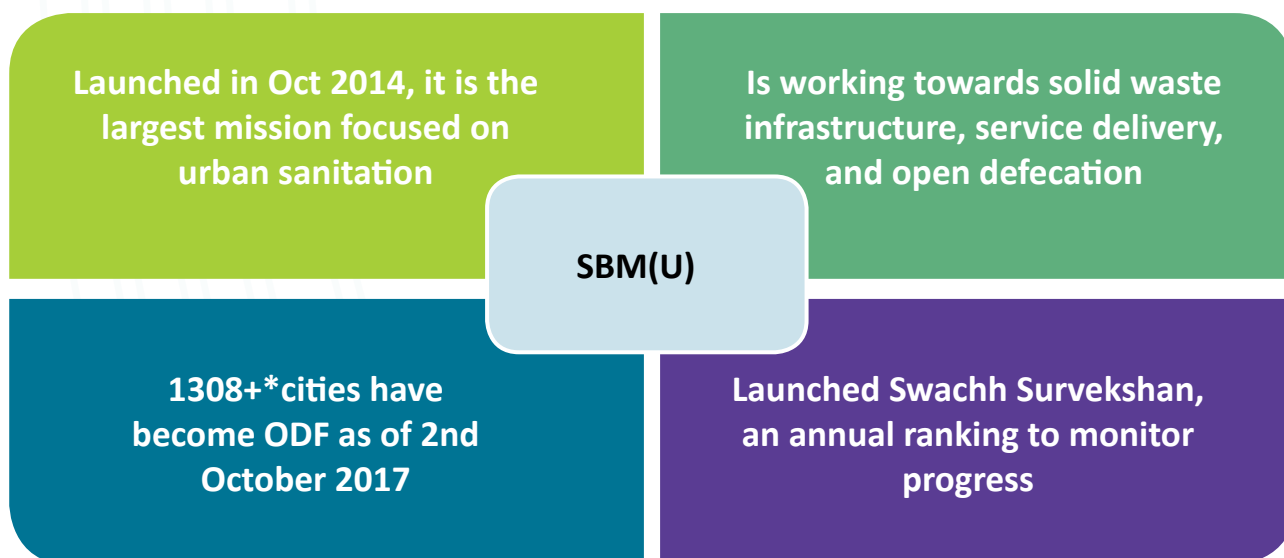 Launched in Oct 2014, it is the
largest mission focused on
urban sanitation
Is working towards solid waste
infrastructure, service delivery,
and open defecation
SBM(U)
1308+*cities have
become ODF as of 2nd
October 2017
Launched Swachh Survekshan,
an annual ranking to monitor
progress